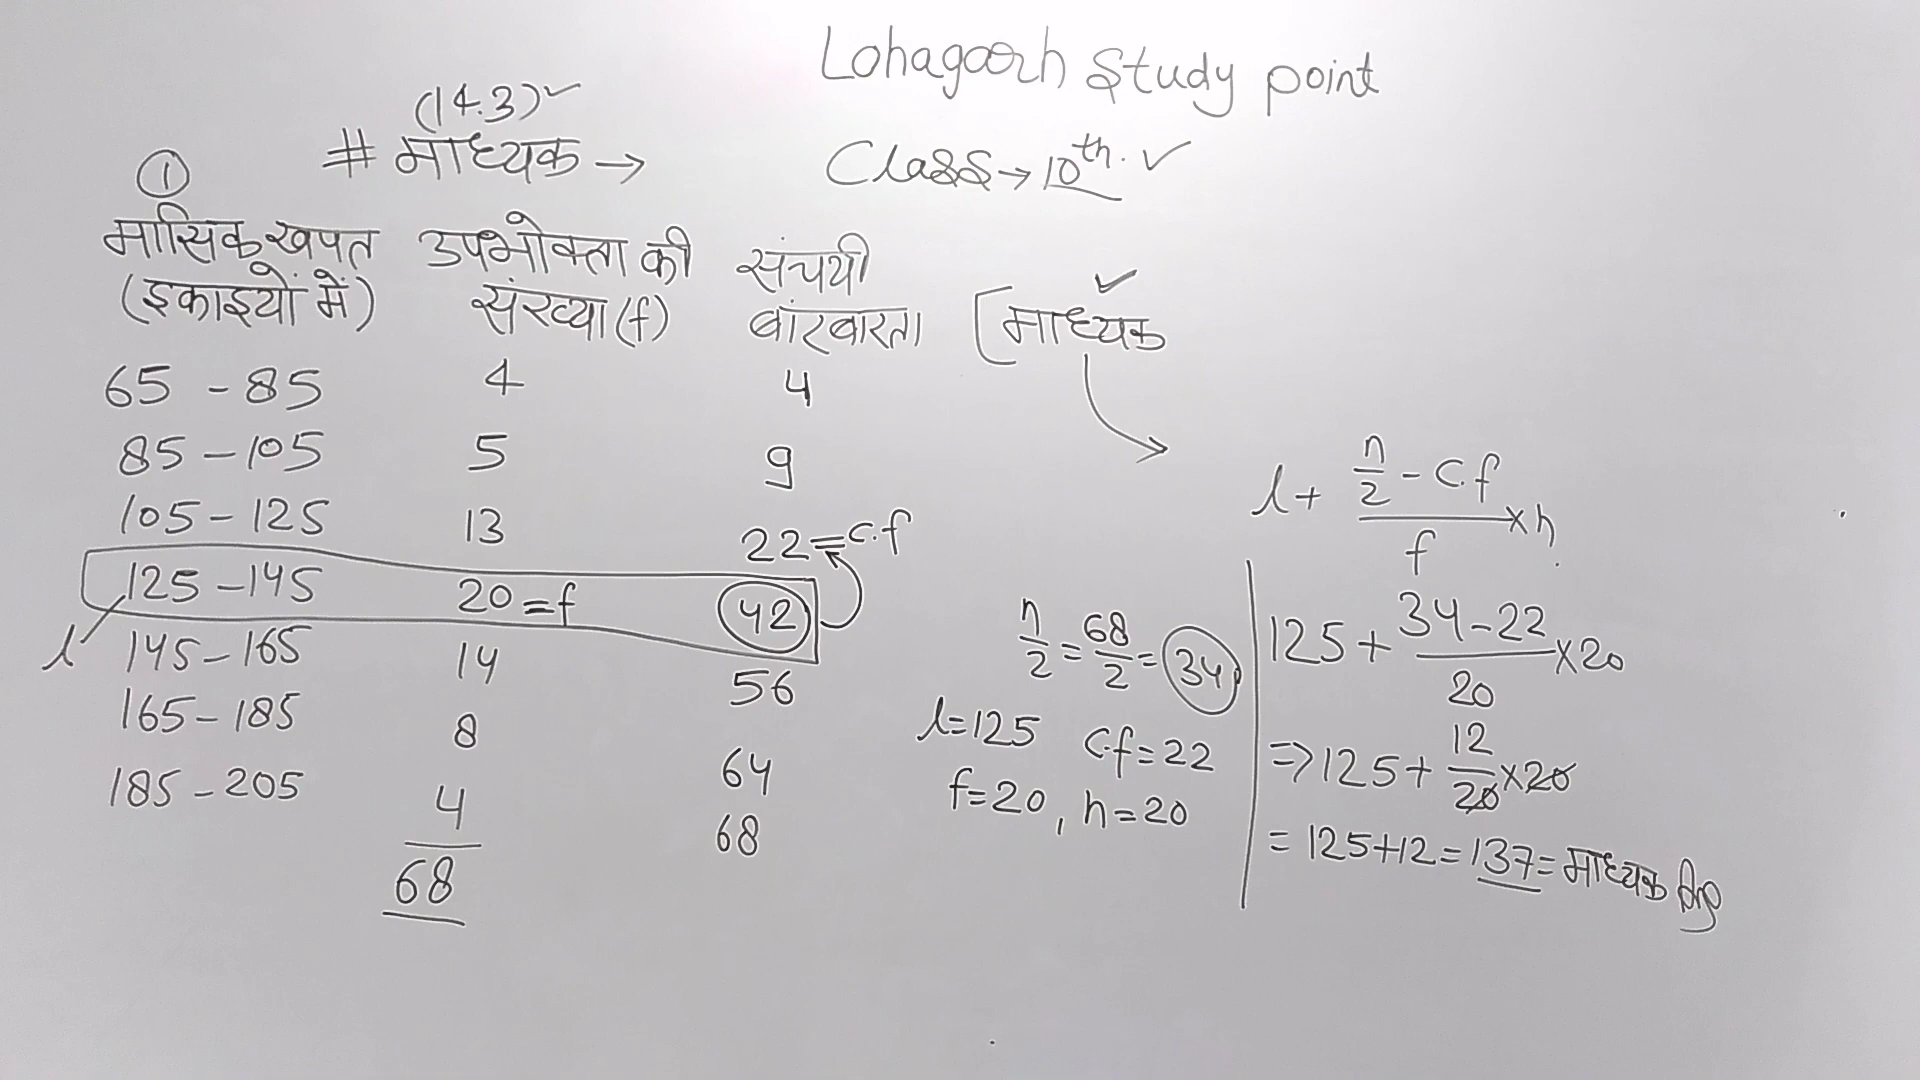 Lohagarh Study point
(14.3)✓
# माध्यक →
Class → 10th. ✓
①
मासिक खपत उपभोक्ता की संचयी
(इकाइयों में) संख्या (f) बांरबारता [माध्यक ✓
65 - 85 4 4
85 - 105 5 9
105 - 125 13 22 = c.f
125 - 145 20 = f 42
l
145 - 165 14 56
165 - 185 8 64
185 - 205 4 68
68
l + (n/2 - c.f)/f × h
n/2 = 68/2 = 34
l = 125 cf = 22
f = 20, h = 20
125 + (34 - 22)/20 × 20
⇒ 125 + 12/20 × 20
= 125 + 12 = 137 = माध्यक